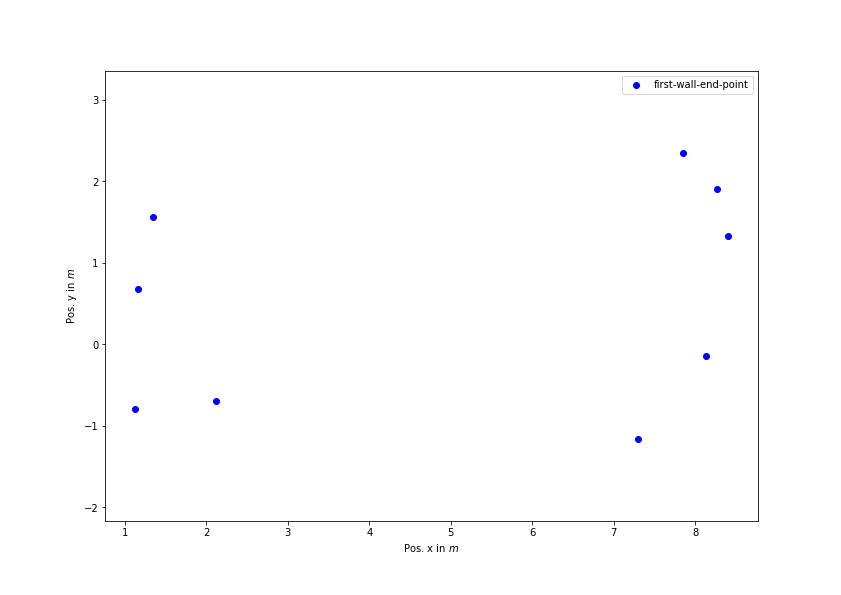 first-wall-end-point
3
2
1
0
−1
−2
Pos. y in m
1 2 3 4 5 6 7 8
Pos. x in m